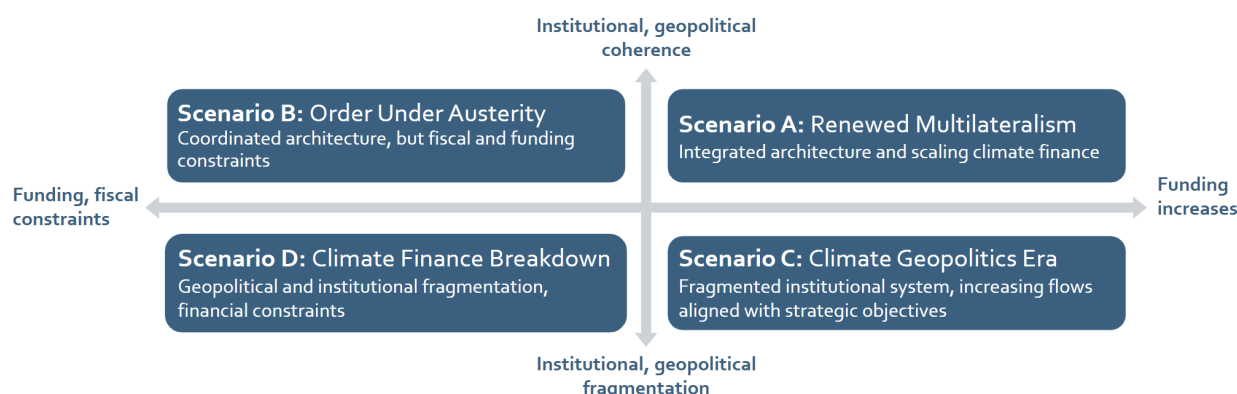 Institutional, geopolitical
coherence
Scenario B: Order Under Austerity
Coordinated architecture, but fiscal and funding
constraints
Scenario A: Renewed Multilateralism
Integrated architecture and scaling climate finance
Funding, fiscal
constraints
Funding
increases
Scenario D: Climate Finance Breakdown
Geopolitical and institutional fragmentation,
financial constraints
Scenario C: Climate Geopolitics Era
Fragmented institutional system, increasing flows
aligned with strategic objectives
Institutional, geopolitical
fragmentation